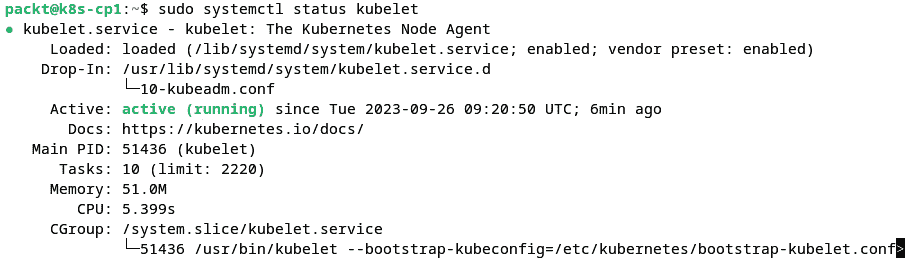 packt@k8s-cp1:~$ sudo systemctl status kubelet
● kubelet.service - kubelet: The Kubernetes Node Agent
     Loaded: loaded (/lib/systemd/system/kubelet.service; enabled; vendor preset: enabled)
    Drop-In: /usr/lib/systemd/system/kubelet.service.d
             └─10-kubeadm.conf
     Active: active (running) since Tue 2023-09-26 09:20:50 UTC; 6min ago
       Docs: https://kubernetes.io/docs/
   Main PID: 51436 (kubelet)
      Tasks: 10 (limit: 2220)
     Memory: 51.0M
        CPU: 5.399s
     CGroup: /system.slice/kubelet.service
             └─51436 /usr/bin/kubelet --bootstrap-kubeconfig=/etc/kubernetes/bootstrap-kubelet.conf>